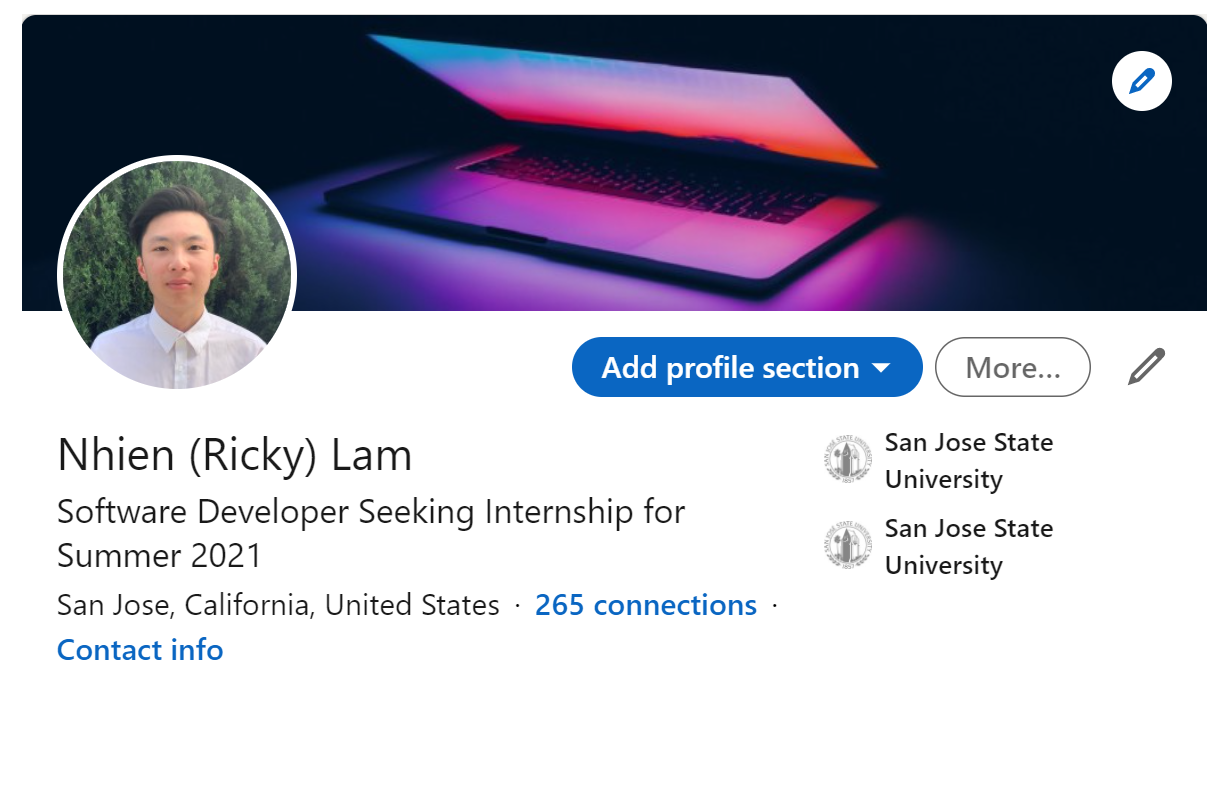 Add profile section
More...
Nhien (Ricky) Lam
San Jose State
University
Software Developer Seeking Internship for
Summer 2021
San Jose State
University
San Jose, California, United States · 265 connections ·
Contact info